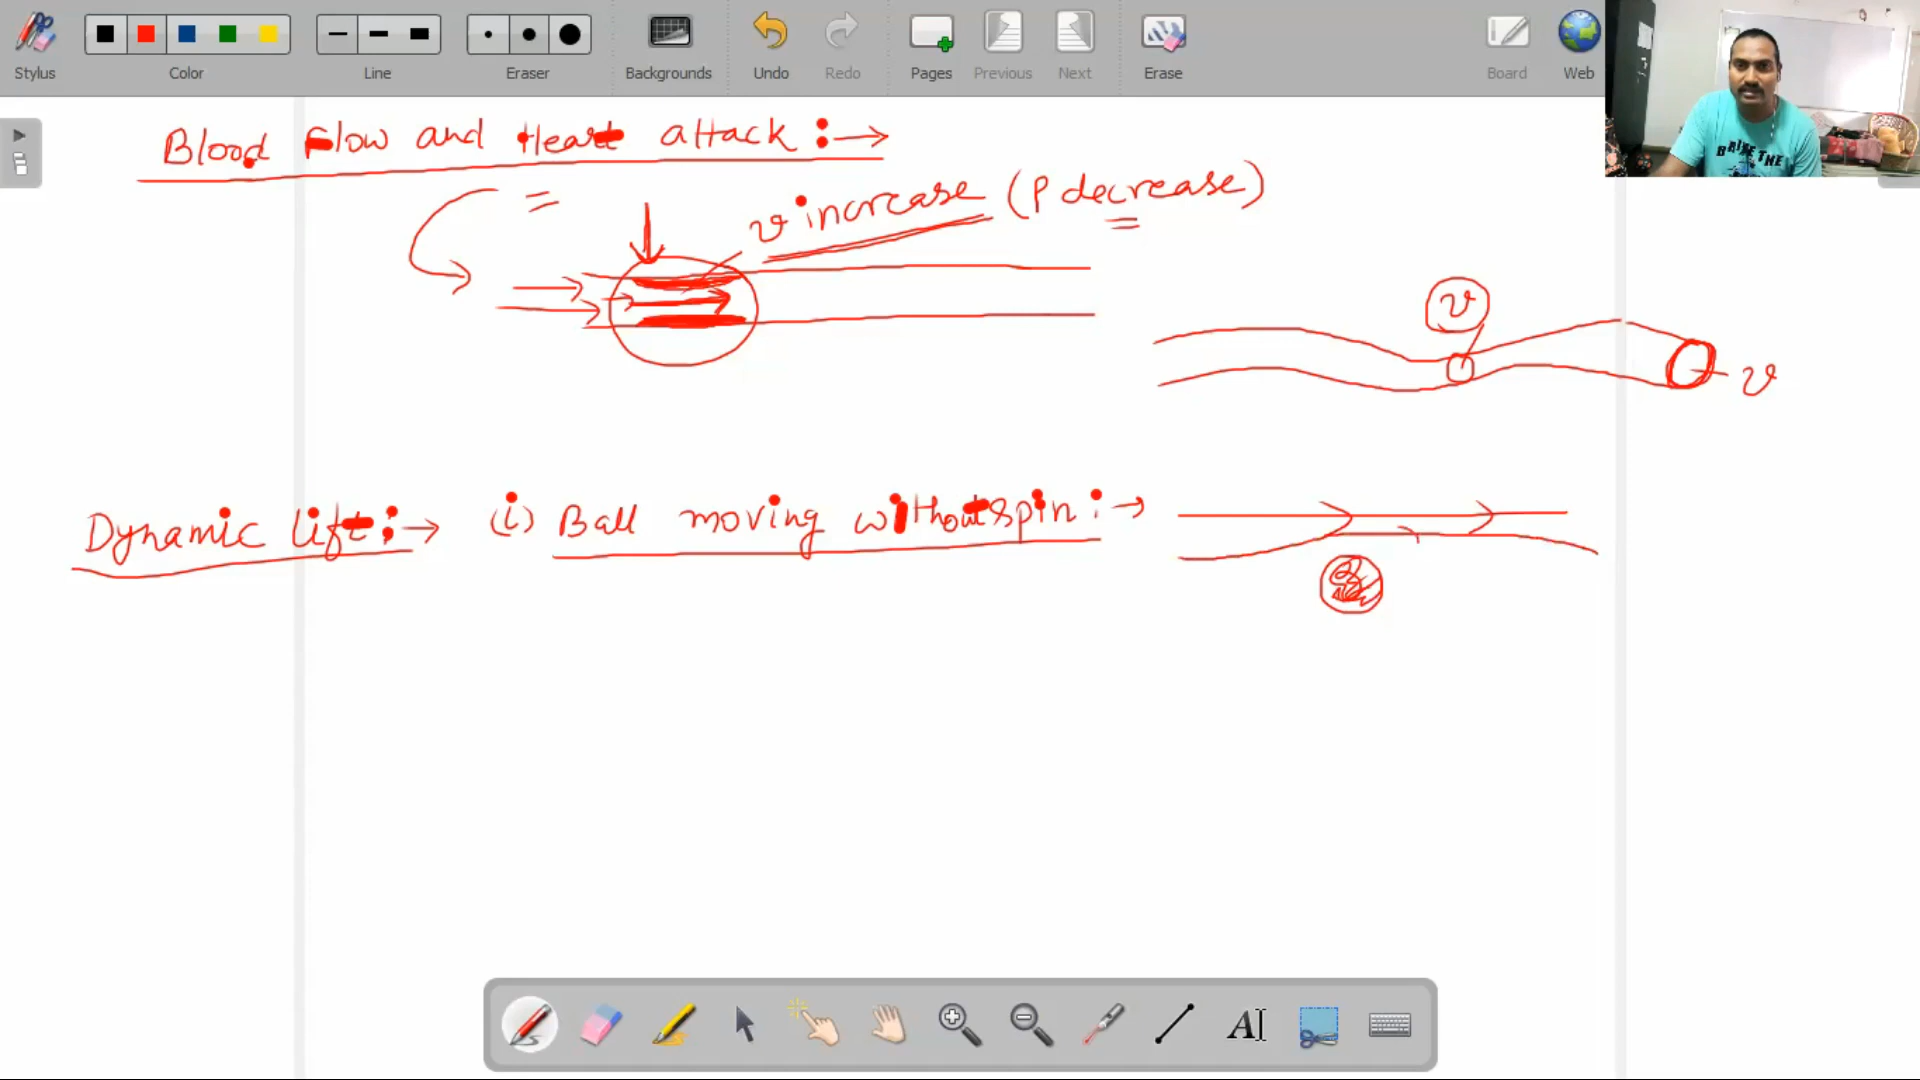 Stylus
Color
Line
Eraser
Backgrounds
Undo
Redo
Pages
Previous
Next
Erase
Board
Web
Blood Flow and Heart attack :→
v increase (P decrease)
v
v
Dynamic lift :→ (i) Ball moving without spin :→
AI